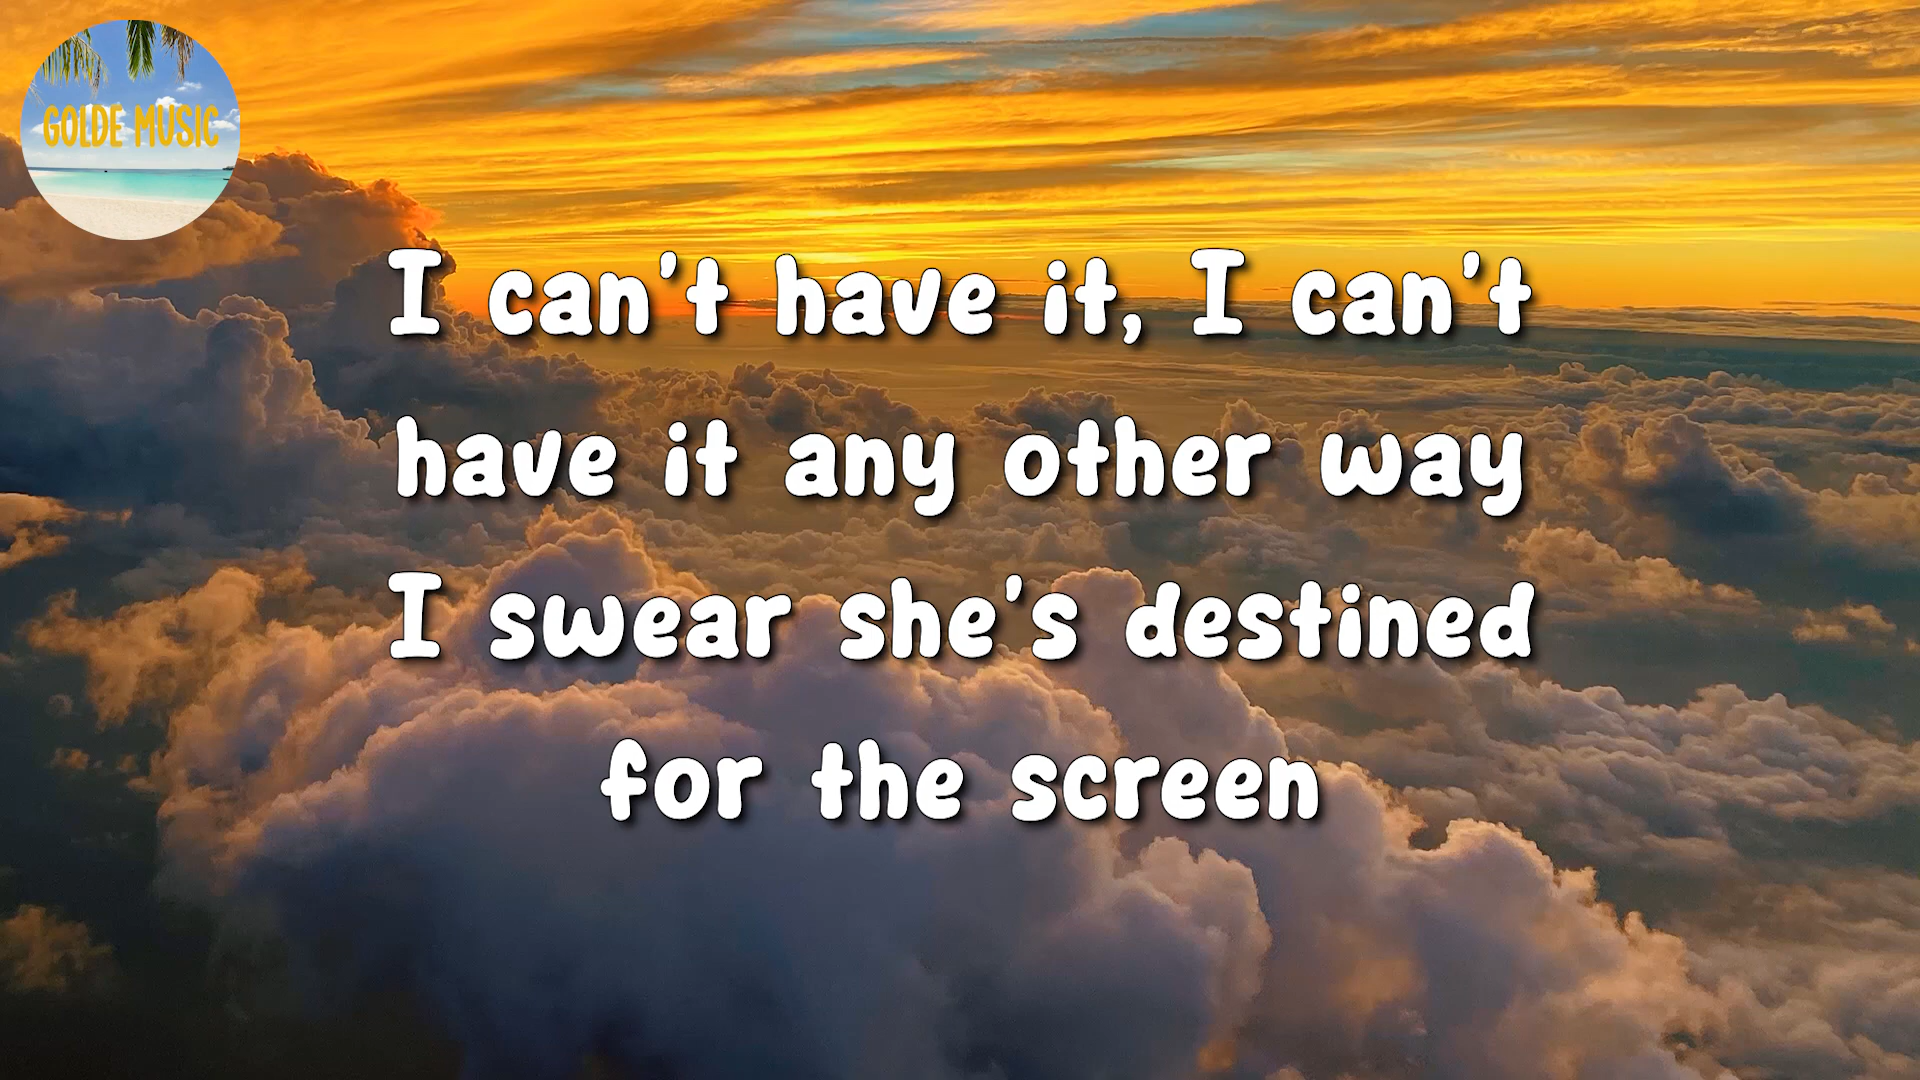 GOLDE MUSIC
I can't have it, I can't
have it any other way
I swear she's destined
for the screen